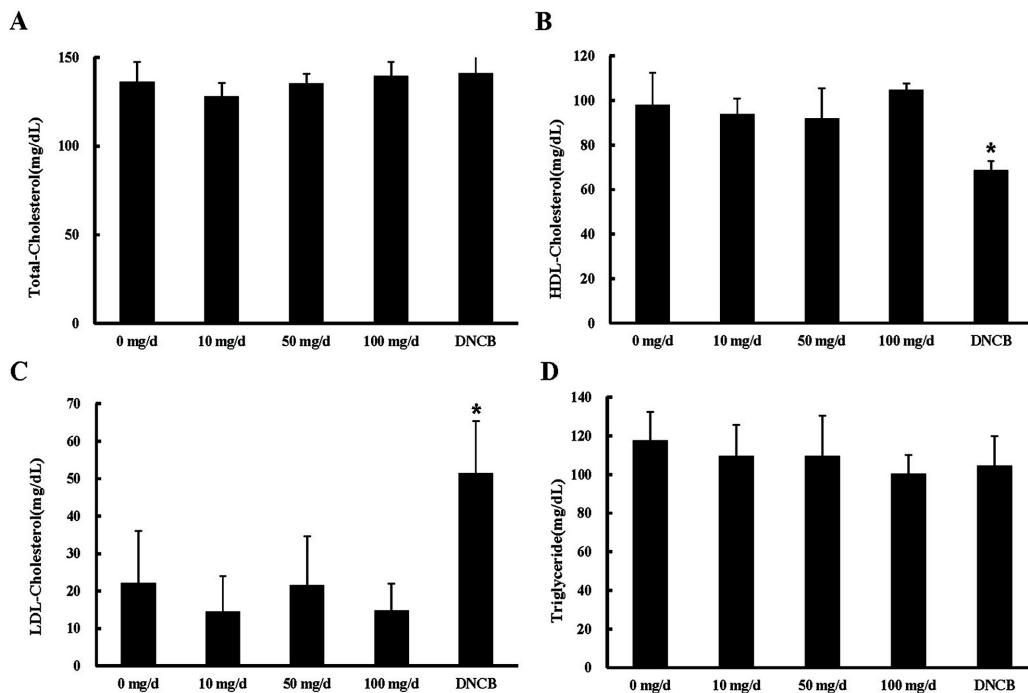 A
Total-Cholesterol(mg/dL)
150
100
50
0
0 mg/d 10 mg/d 50 mg/d 100 mg/d DNCB
B
HDL-Cholesterol(mg/dL)
120
100
80
60
40
20
0
*
0 mg/d 10 mg/d 50 mg/d 100 mg/d DNCB
C
LDL-Cholesterol(mg/dL)
70
60
50
40
30
20
10
0
*
0 mg/d 10 mg/d 50 mg/d 100 mg/d DNCB
D
Triglyceride(mg/dL)
140
120
100
80
60
40
20
0
0 mg/d 10 mg/d 50 mg/d 100 mg/d DNCB